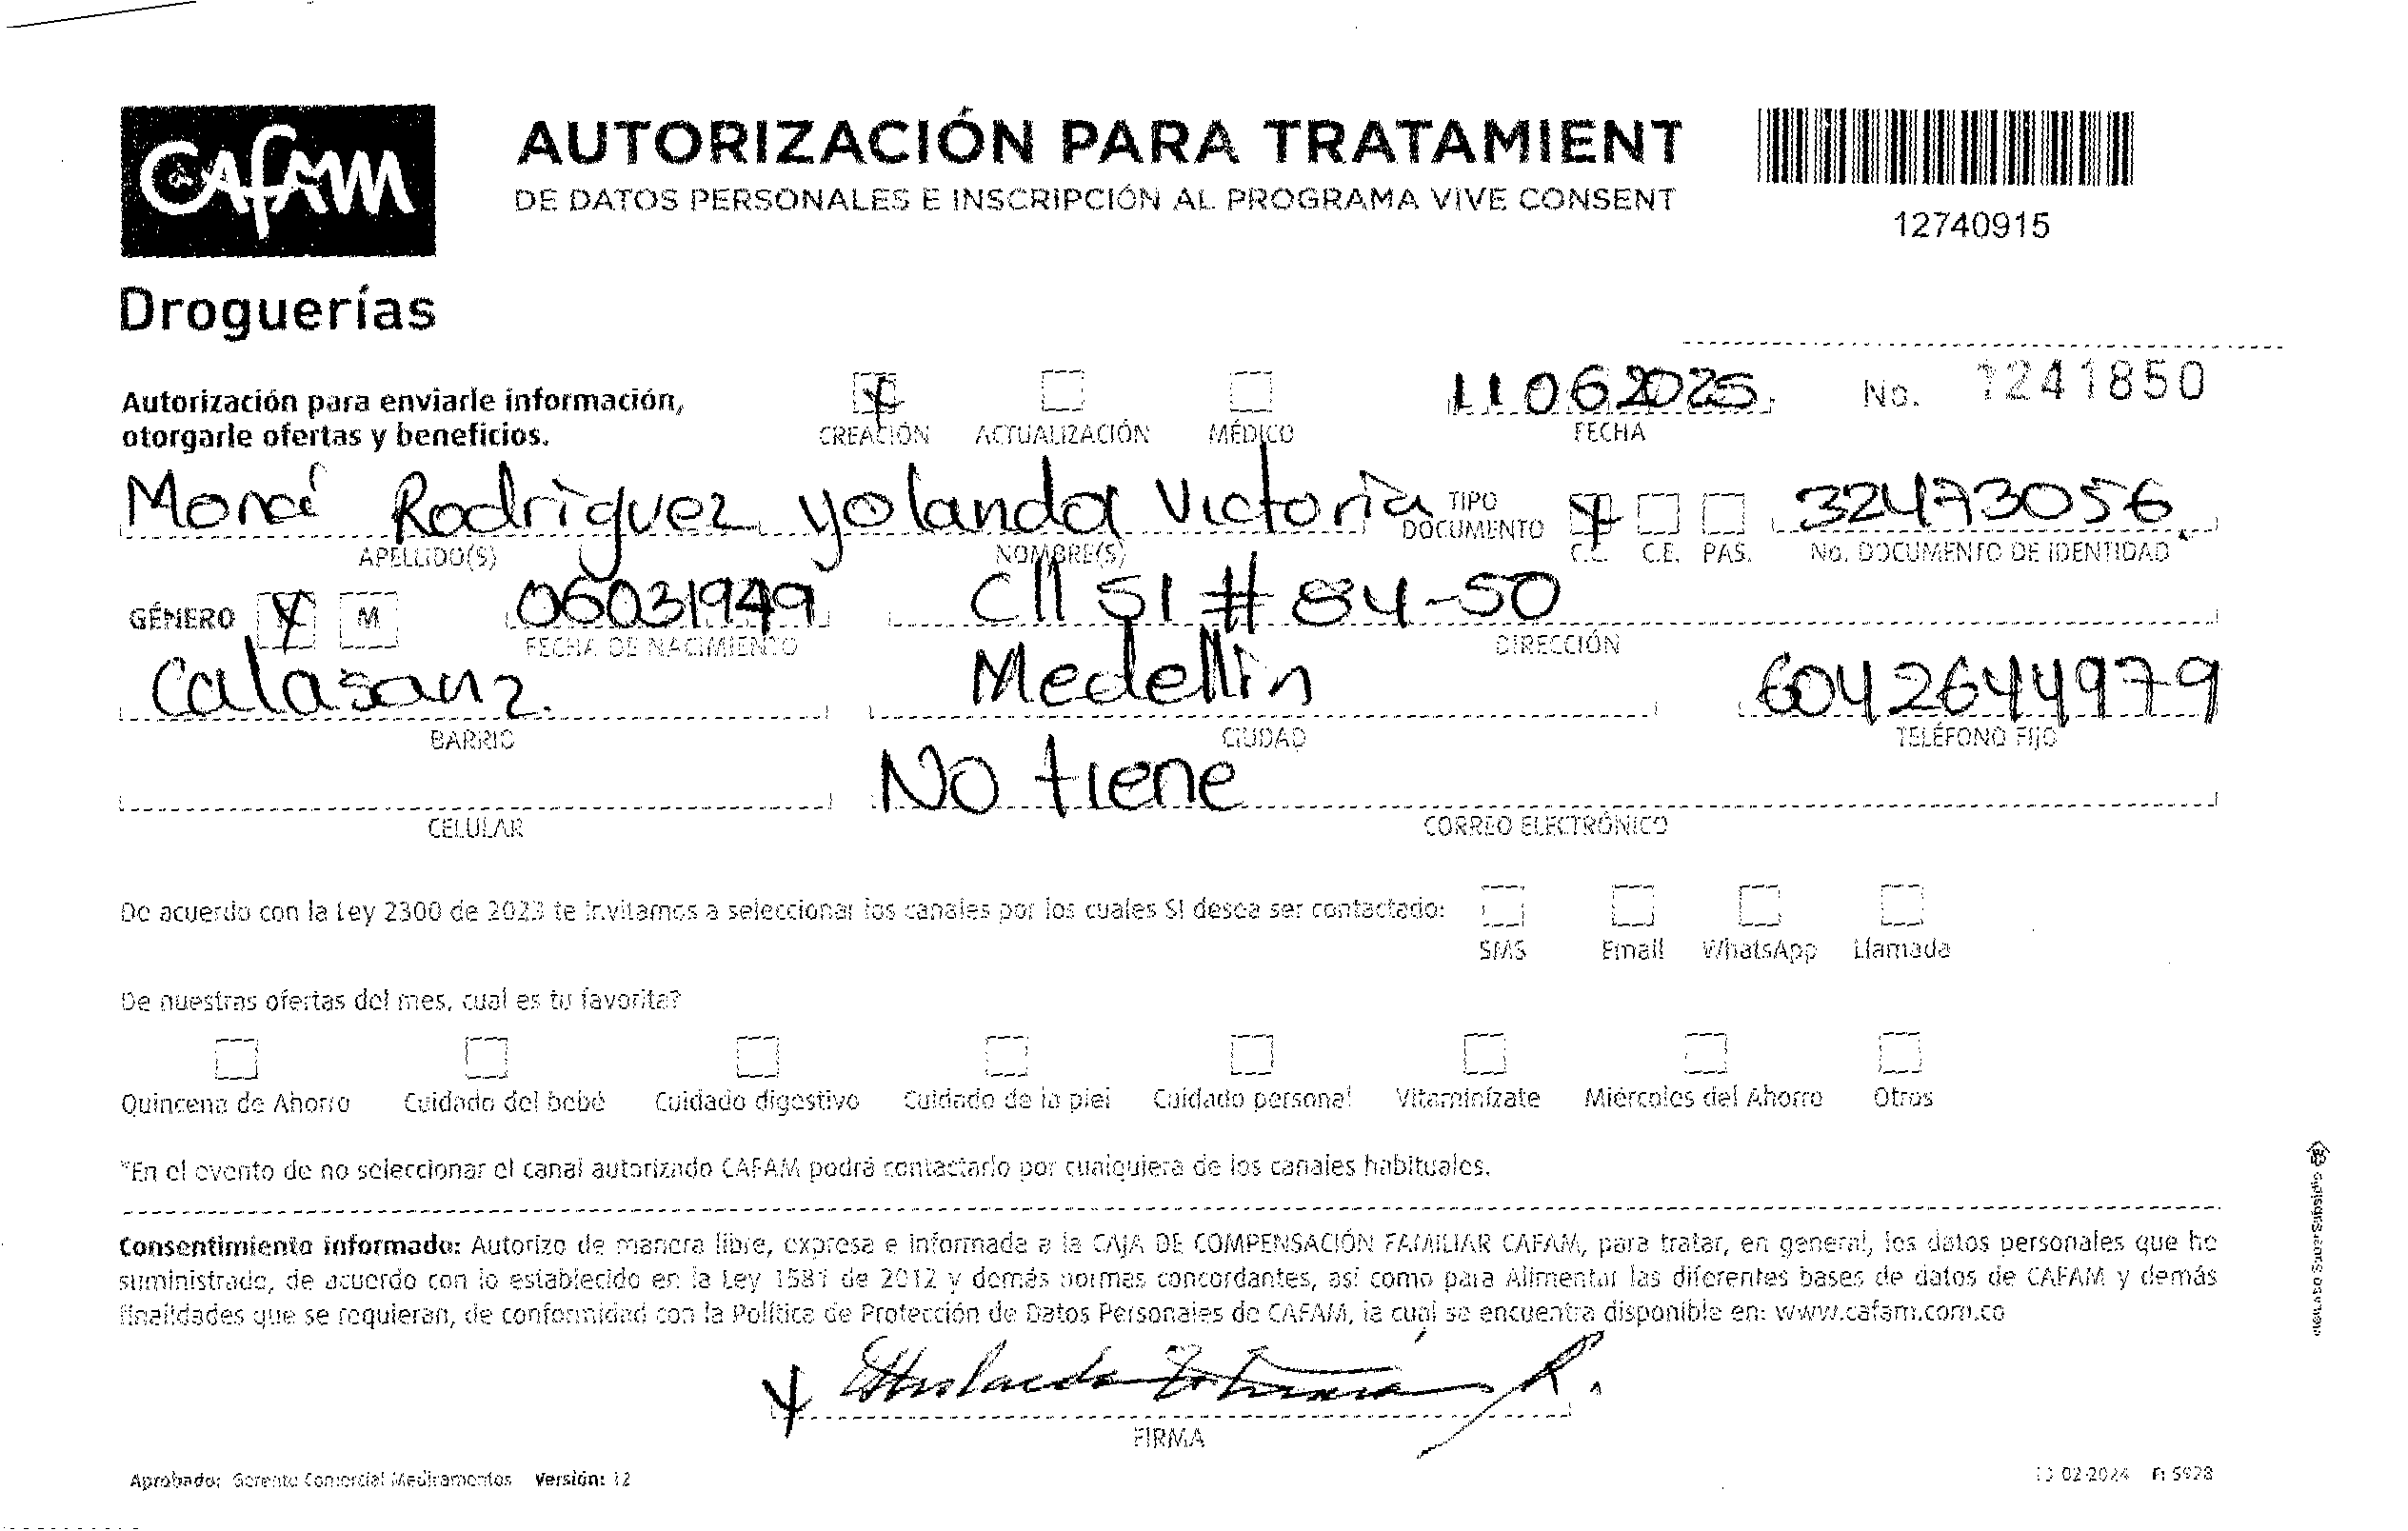 Cafam
AUTORIZACIÓN PARA TRATAMIENT
DE DATOS PERSONALES E INSCRIPCIÓN AL PROGRAMA VIVE CONSENT
12740915
Droguerías
Autorización para enviarle información,
otorgarle ofertas y beneficios.
CREACIÓN ACTUALIZACIÓN MÉDICO
11062025
FECHA
No. 1241850
Rodriguez yolanda Victoria
APELLIDO(S) NOMBRE(S)
TIPO
DOCUMENTO
C.C. C.E. PAS.
32473056
No. DOCUMENTO DE IDENTIDAD
GÉNERO M
06031949
FECHA DE NACIMIENTO
Cll 51 # 84-50
DIRECCIÓN
Calasanz
BARRIO
Medellin
CIUDAD
6042644979
TELÉFONO FIJO
CELULAR
No tiene
CORREO ELECTRÓNICO
De acuerdo con la Ley 2300 de 2023 te invitamos a seleccionar los canales por los cuales SI desea ser contactado:
SMS Email WhatsApp Llamada
De nuestras ofertas del mes, cual es tu favorita?
Quincena de Ahorro Cuidado del bebé Cuidado digestivo Cuidado de la piel Cuidado personal Vitaminízate Miércoles del Ahorro Otros
*En el evento de no seleccionar el canal autorizado CAFAM podrá contactarlo por cualquiera de los canales habituales.
Consentimiento informado: Autorizo de manera libre, expresa e informada a la CAJA DE COMPENSACIÓN FAMILIAR CAFAM, para tratar, en general, los datos personales que he
suministrado, de acuerdo con lo establecido en la Ley 1581 de 2012 y demás normas concordantes, así como para Alimentar las diferentes bases de datos de CAFAM y demás
finalidades que se requieran, de conformidad con la Política de Protección de Datos Personales de CAFAM, la cual se encuentra disponible en: www.cafam.com.co
FIRMA
Aprobado: Gerente Comercial Medicamentos Versión: 12
02-2024 F: 5928